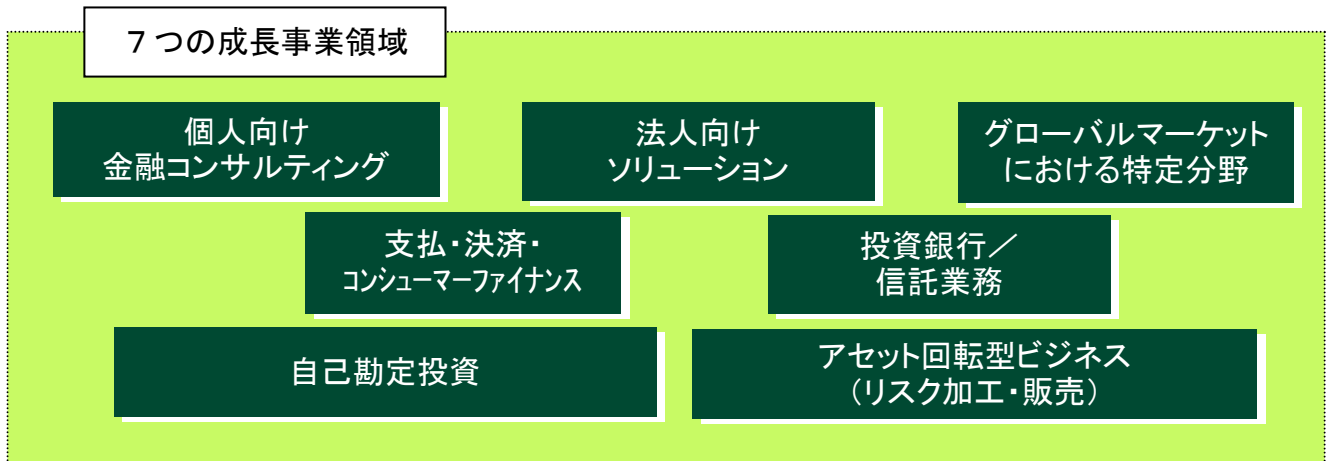 ７つの成長事業領域
個人向け
金融コンサルティング
法人向け
ソリューション
グローバルマーケット
における特定分野
支払・決済・
コンシューマーファイナンス
投資銀行／
信託業務
自己勘定投資
アセット回転型ビジネス
（リスク加工・販売）